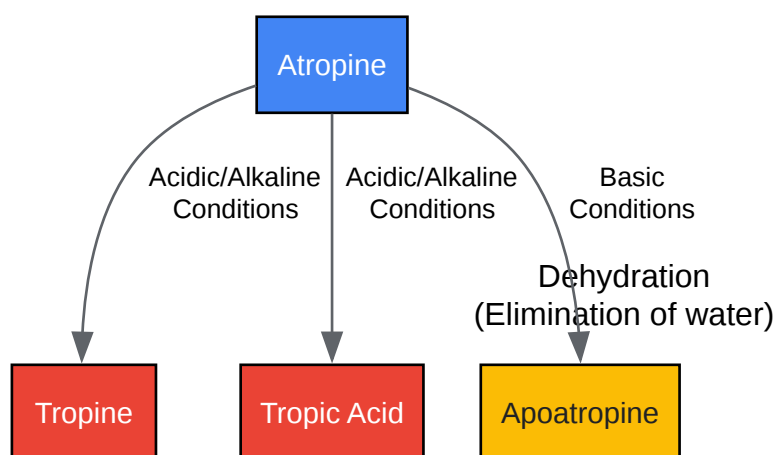 Atropine
Acidic/Alkaline
Conditions
Acidic/Alkaline
Conditions
Basic
Conditions
Dehydration
(Elimination of water)
Tropine
Tropic Acid
Apoatropine